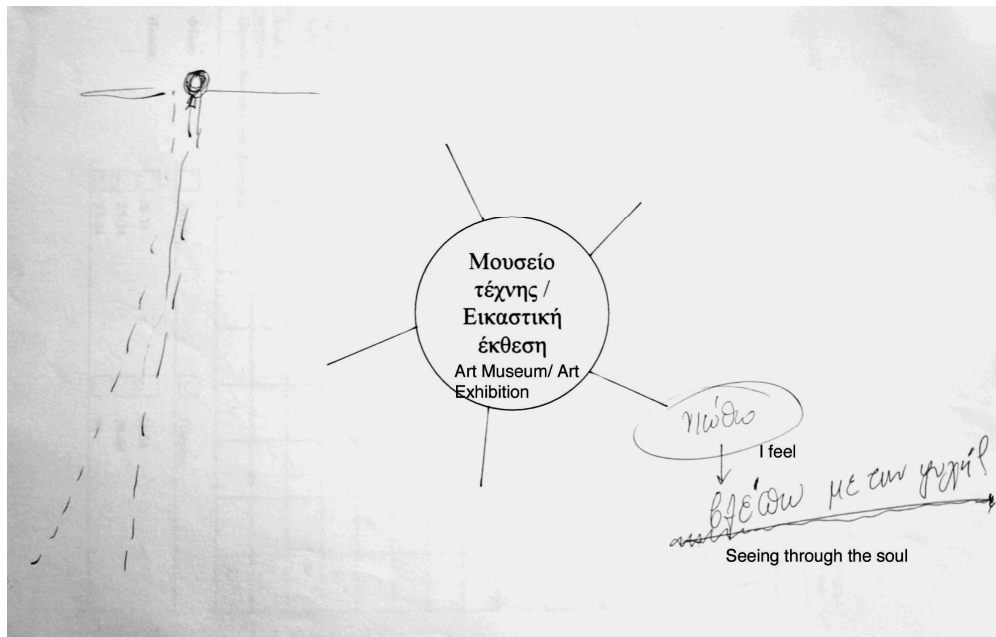 Μουσείο
τέχνης /
Εικαστική
έκθεση
Art Museum/ Art
Exhibition
νιώθω
I feel
βλέπω με την ψυχή
Seeing through the soul